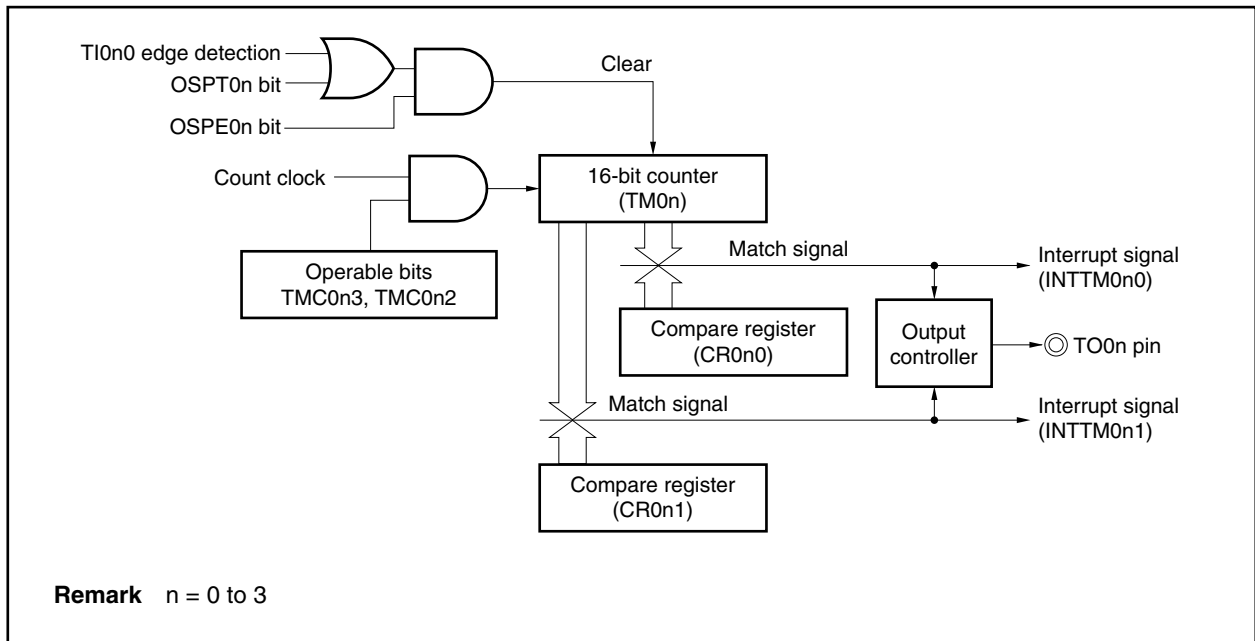 TI0n0 edge detection
OSPT0n bit
OSPE0n bit
Clear
Count clock
16-bit counter
(TM0n)
Operable bits
TMC0n3, TMC0n2
Match signal
Interrupt signal
(INTTM0n0)
Compare register
(CR0n0)
Output
controller
TO0n pin
Match signal
Interrupt signal
(INTTM0n1)
Compare register
(CR0n1)
Remark n = 0 to 3